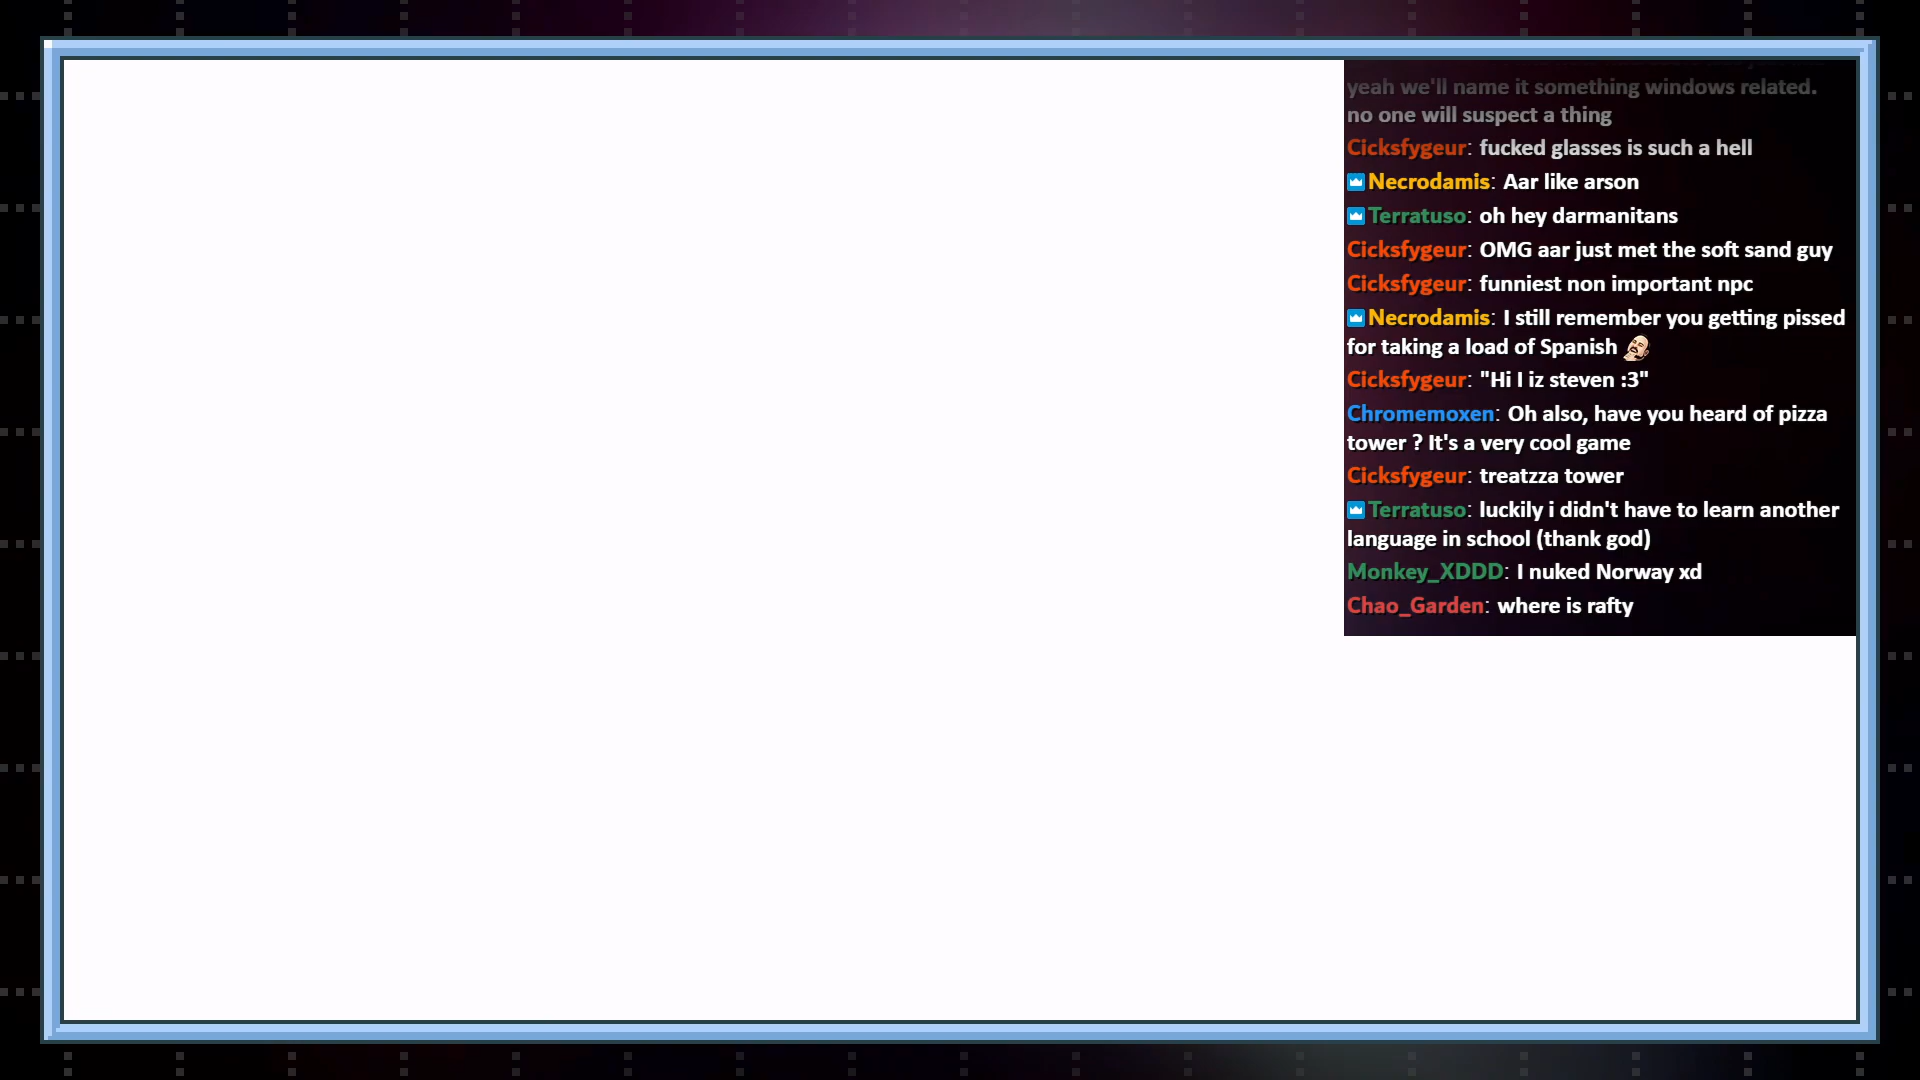 yeah we'll name it something windows related.
no one will suspect a thing
Cicksfygeur: fucked glasses is such a hell
Necrodamis: Aar like arson
Terratuso: oh hey darmanitans
Cicksfygeur: OMG aar just met the soft sand guy
Cicksfygeur: funniest non important npc
Necrodamis: I still remember you getting pissed
for taking a load of Spanish
Cicksfygeur: "Hi I iz steven :3"
Chromemoxen: Oh also, have you heard of pizza
tower ? It's a very cool game
Cicksfygeur: treatzza tower
Terratuso: luckily i didn't have to learn another
language in school (thank god)
Monkey_XDDD: I nuked Norway xd
Chao_Garden: where is rafty